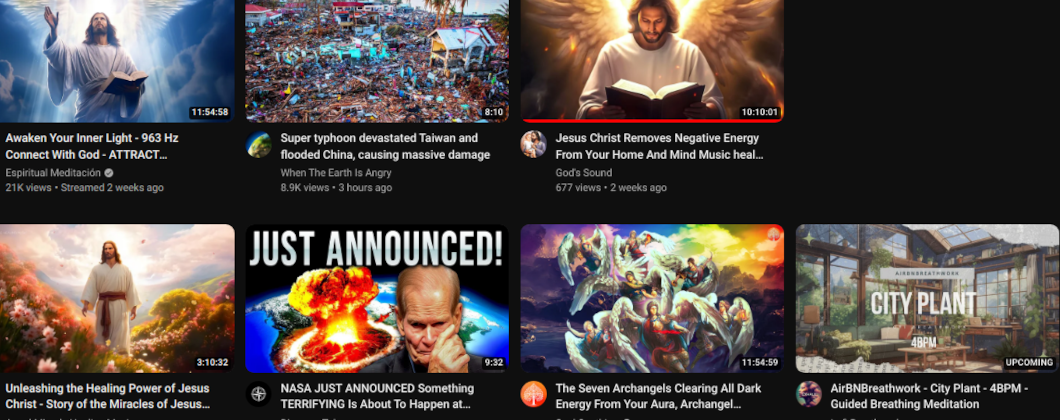 11:54:58
8:10
10:10:01
Awaken Your Inner Light - 963 Hz
Connect With God - ATTRACT…
Espiritual Meditación
21K views • Streamed 2 weeks ago
Super typhoon devastated Taiwan and
flooded China, causing massive damage
When The Earth Is Angry
8.9K views • 3 hours ago
Jesus Christ Removes Negative Energy
From Your Home And Mind Music heal…
God's Sound
677 views • 2 weeks ago
3:10:32
JUST ANNOUNCED!
9:32
11:54:59
AIRBNBREATHWORK
CITY PLANT
4BPM
UPCOMING
Unleashing the Healing Power of Jesus
Christ - Story of the Miracles of Jesus…
NASA JUST ANNOUNCED Something
TERRIFYING Is About To Happen at…
The Seven Archangels Clearing All Dark
Energy From Your Aura, Archangel…
AirBNBreathwork - City Plant - 4BPM -
Guided Breathing Meditation